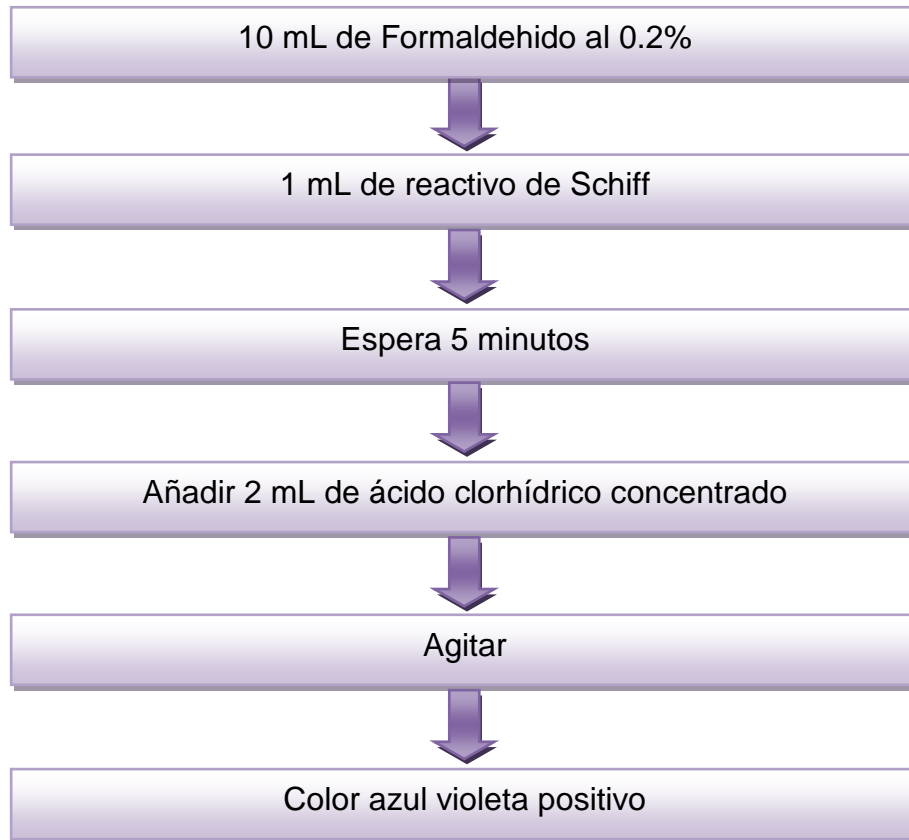 10 mL de Formaldehido al 0.2%
1 mL de reactivo de Schiff
Espera 5 minutos
Añadir 2 mL de ácido clorhídrico concentrado
Agitar
Color azul violeta positivo